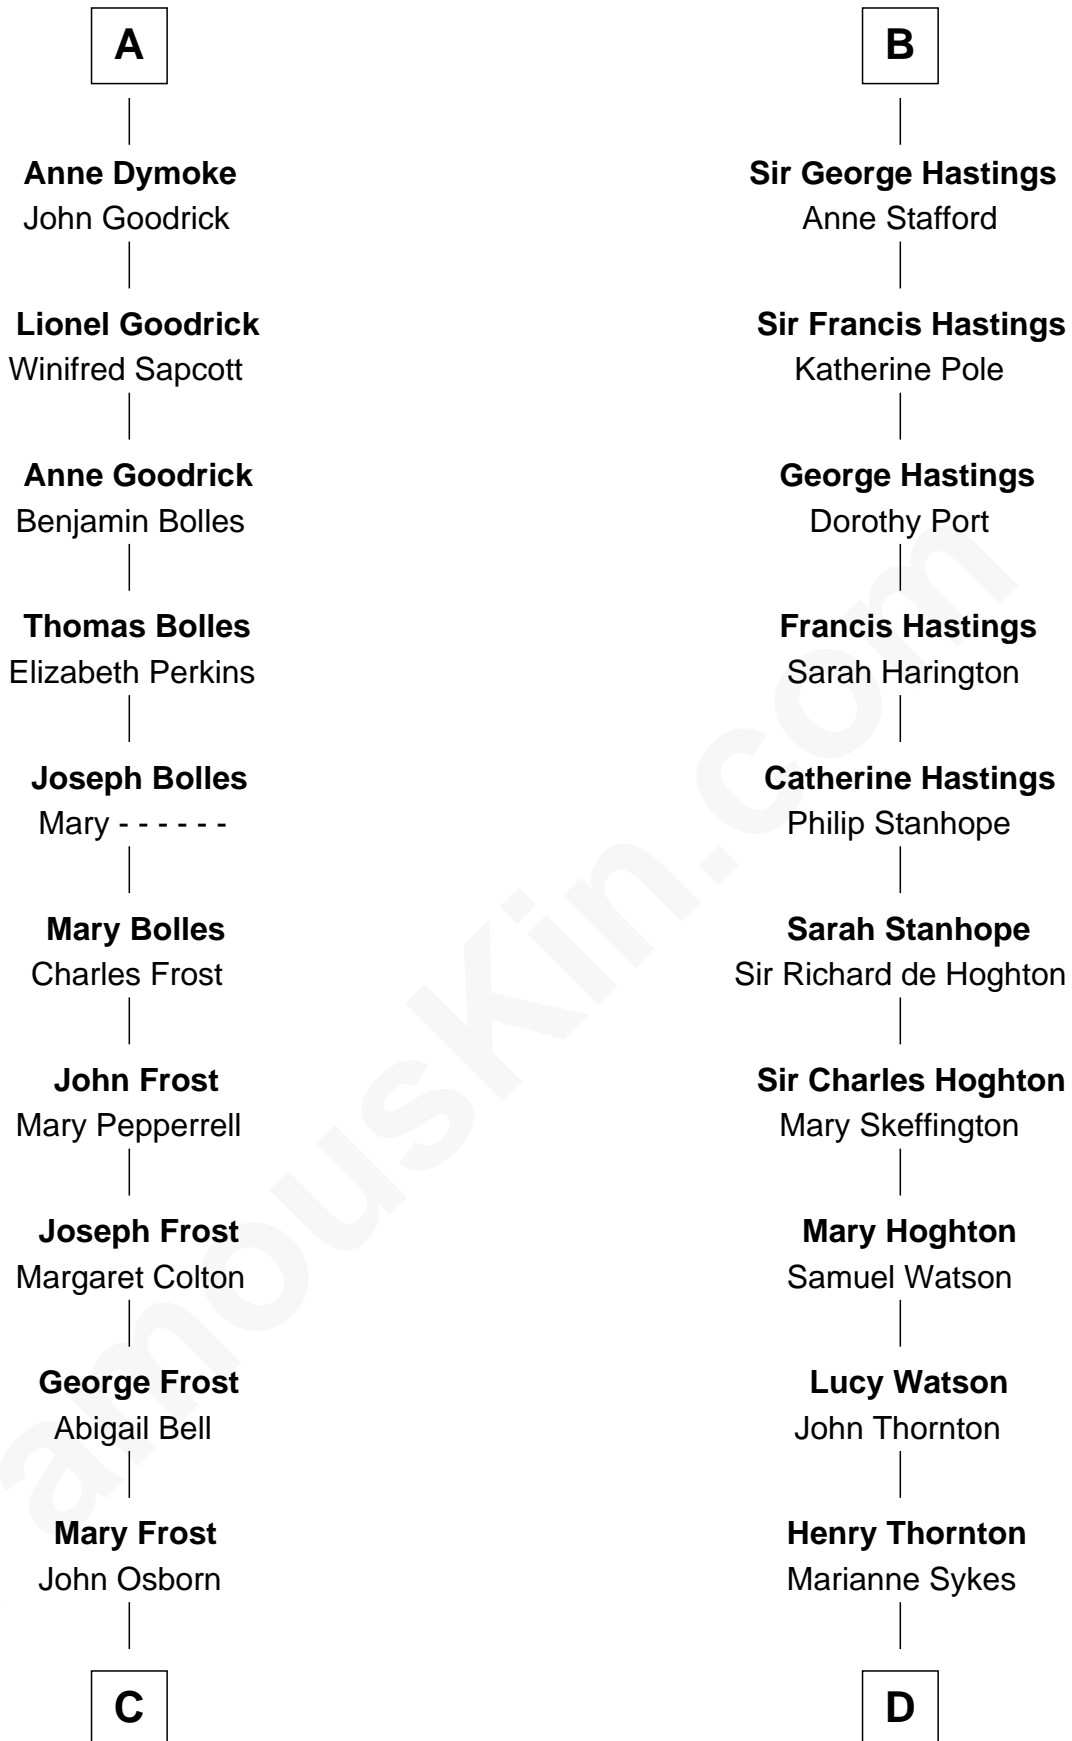 A
Anne Dymoke
John Goodrick
Lionel Goodrick
Winifred Sapcott
Anne Goodrick
Benjamin Bolles
Thomas Bolles
Elizabeth Perkins
Joseph Bolles
Mary - - - - - -
Mary Bolles
Charles Frost
John Frost
Mary Pepperrell
Joseph Frost
Margaret Colton
George Frost
Abigail Bell
Mary Frost
John Osborn
C
B
Sir George Hastings
Anne Stafford
Sir Francis Hastings
Katherine Pole
George Hastings
Dorothy Port
Francis Hastings
Sarah Harington
Catherine Hastings
Philip Stanhope
Sarah Stanhope
Sir Richard de Hoghton
Sir Charles Hoghton
Mary Skeffington
Mary Hoghton
Samuel Watson
Lucy Watson
John Thornton
Henry Thornton
Marianne Sykes
D
amouskin.com